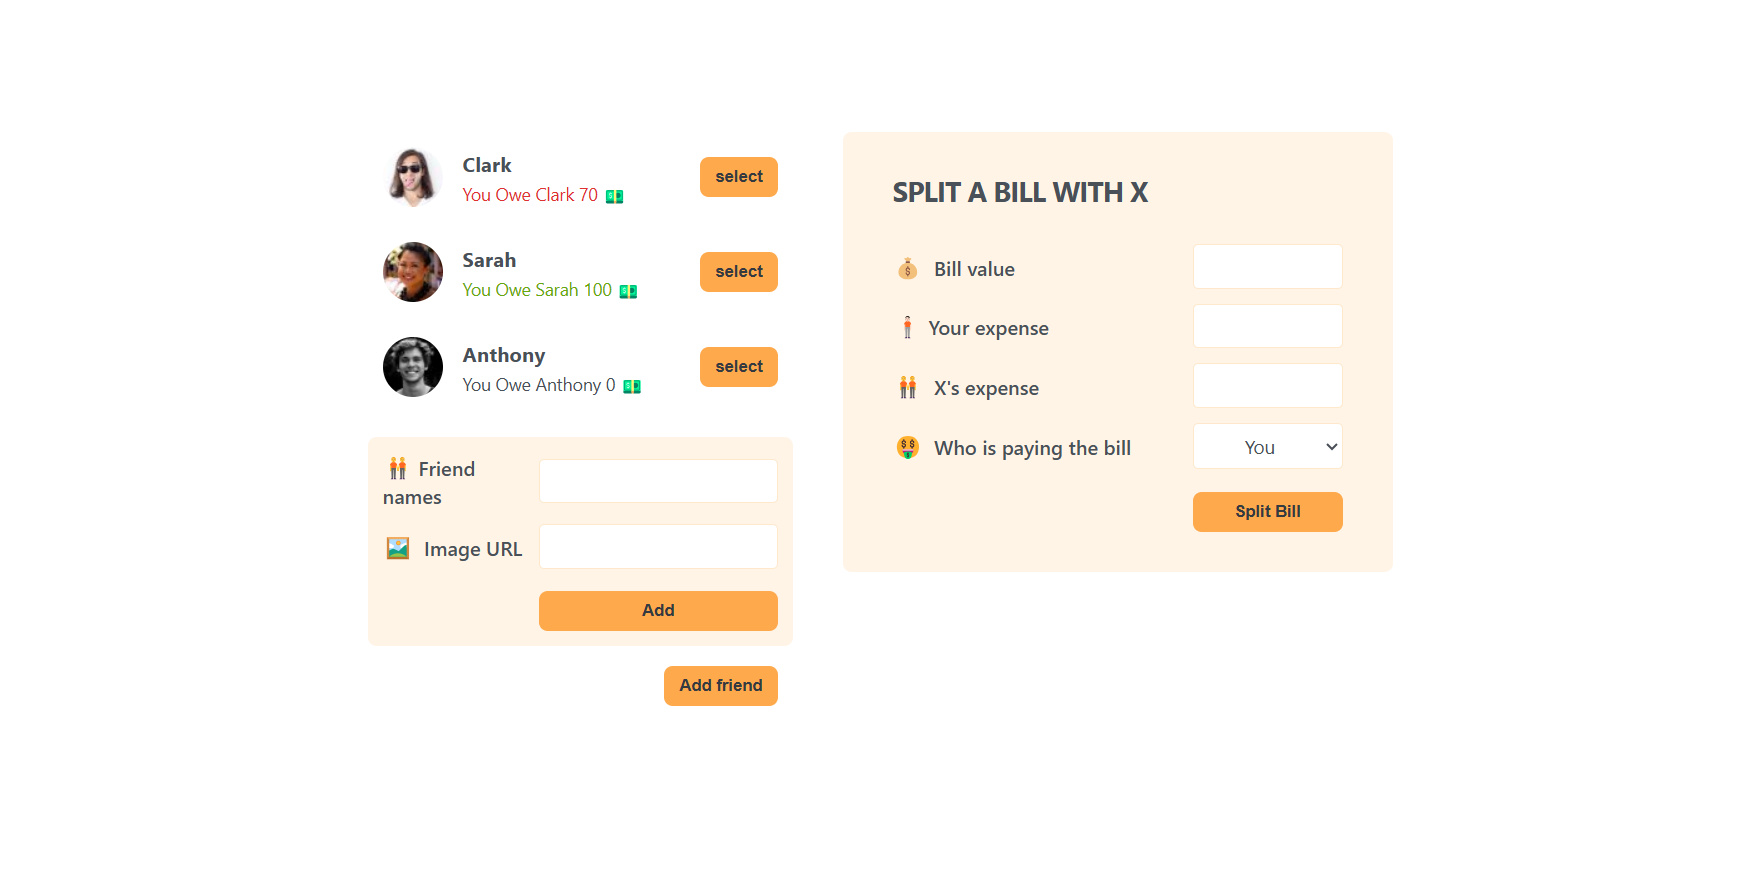 Clark
You Owe Clark 70 💵
select
Sarah
You Owe Sarah 100 💵
select
Anthony
You Owe Anthony 0 💵
select
👬 Friend
names
🖼️ Image URL
Add
Add friend
SPLIT A BILL WITH X
💰 Bill value
🧍 Your expense
👬 X's expense
🤑 Who is paying the bill
You
Split Bill